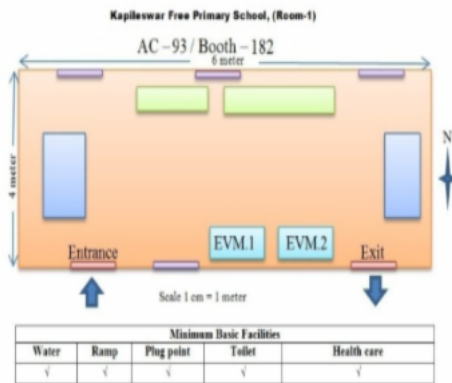 Kapileswar Free Primary School, (Room-1)
AC – 93 / Booth – 182
6 meter
4 meter
N
EVM.1 EVM.2
Entrance Exit
Scale 1 cm = 1 meter
Minimum Basic Facilities
Water Ramp Plug point Toilet Health care
√ √ √ √ √